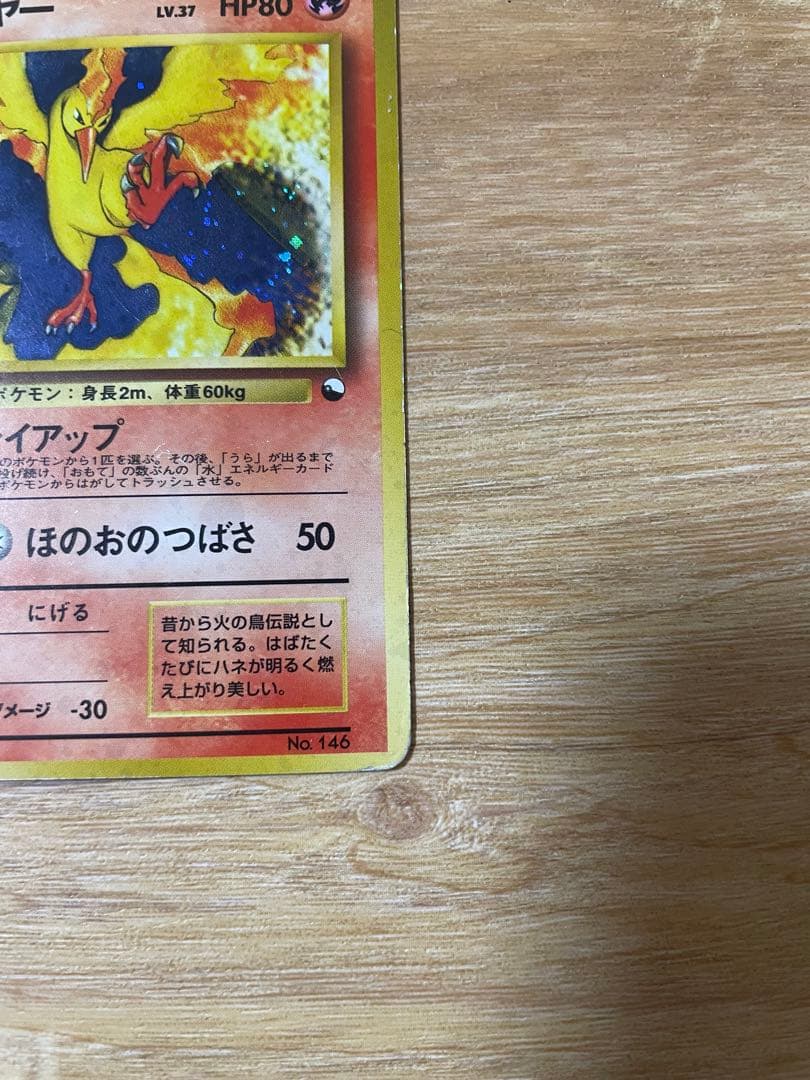 ヤー LV.37 HP80
ポケモン：身長2m、体重60kg
イアップ
のポケモンから1匹を選ぶ。その後、「うら」が出るまで
投げ続け、「おもて」の数ぶんの「水」エネルギーカード
ポケモンからはがしてトラッシュさせる。
ほのおのつばさ 50
にげる
昔から火の鳥伝説とし
て知られる。はばたく
たびにハネが明るく燃
え上がり美しい。
メージ -30
No. 146